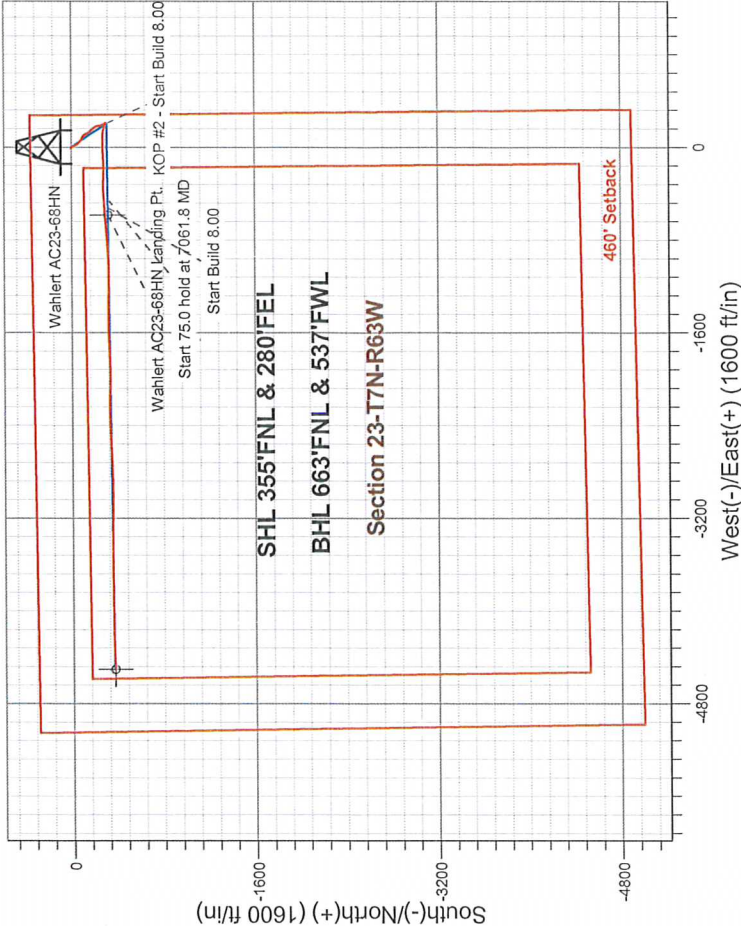 Wahlert AC23-68HN
Wahlert AC23-68HN Landing Pt.
KOP #2 - Start Build 8.00
Start 75.0 hold at 7061.8 MD
Start Build 8.00
SHL 355'FNL & 280'FEL
BHL 663'FNL & 537'FWL
Section 23-T7N-R63W
460' Setback
0
-1600
-3200
-4800
South(-)/North(+) (1600 ft/in)
-4800
-3200
-1600
0
West(-)/East(+) (1600 ft/in)